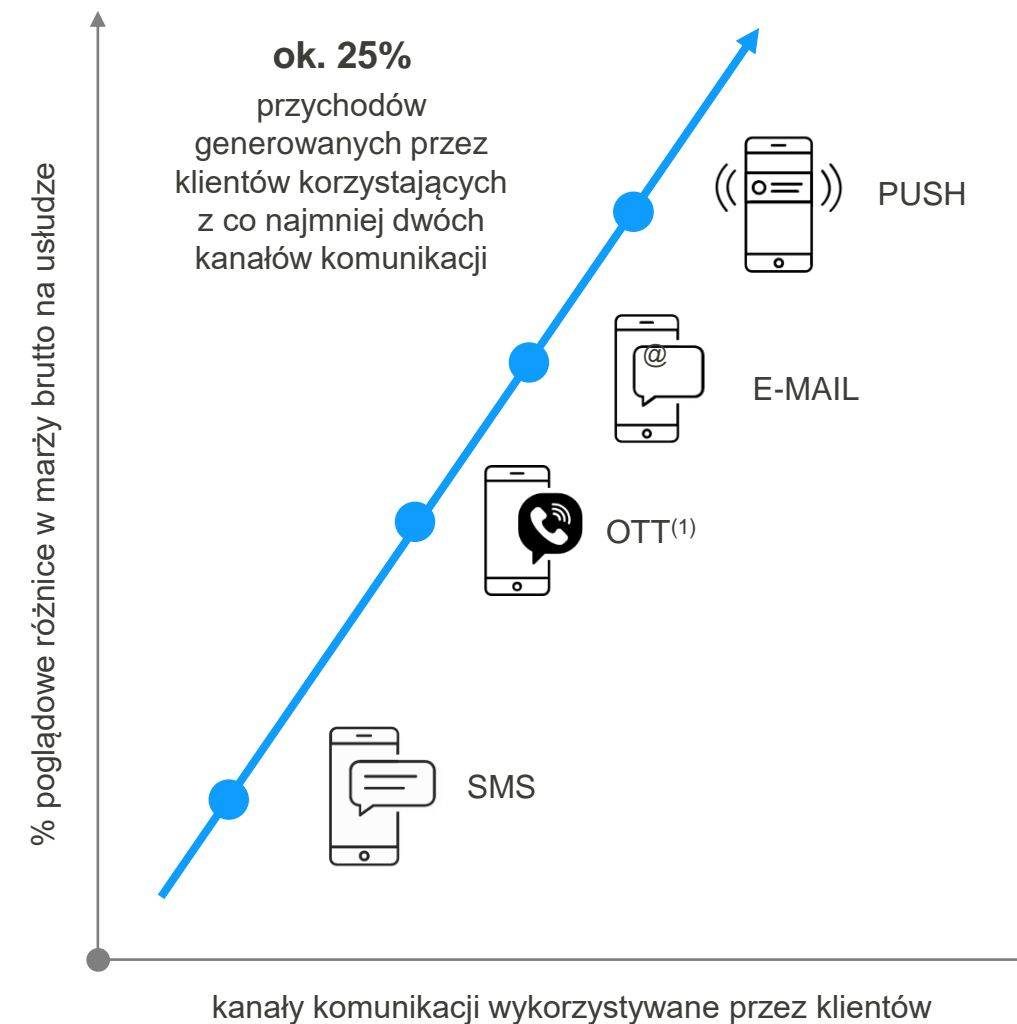 ok. 25%
przychodów
generowanych przez
klientów korzystających
z co najmniej dwóch
kanałów komunikacji
% poglądowe różnice w marży brutto na usłudze
PUSH
@
E-MAIL
OTT(1)
SMS
kanały komunikacji wykorzystywane przez klientów